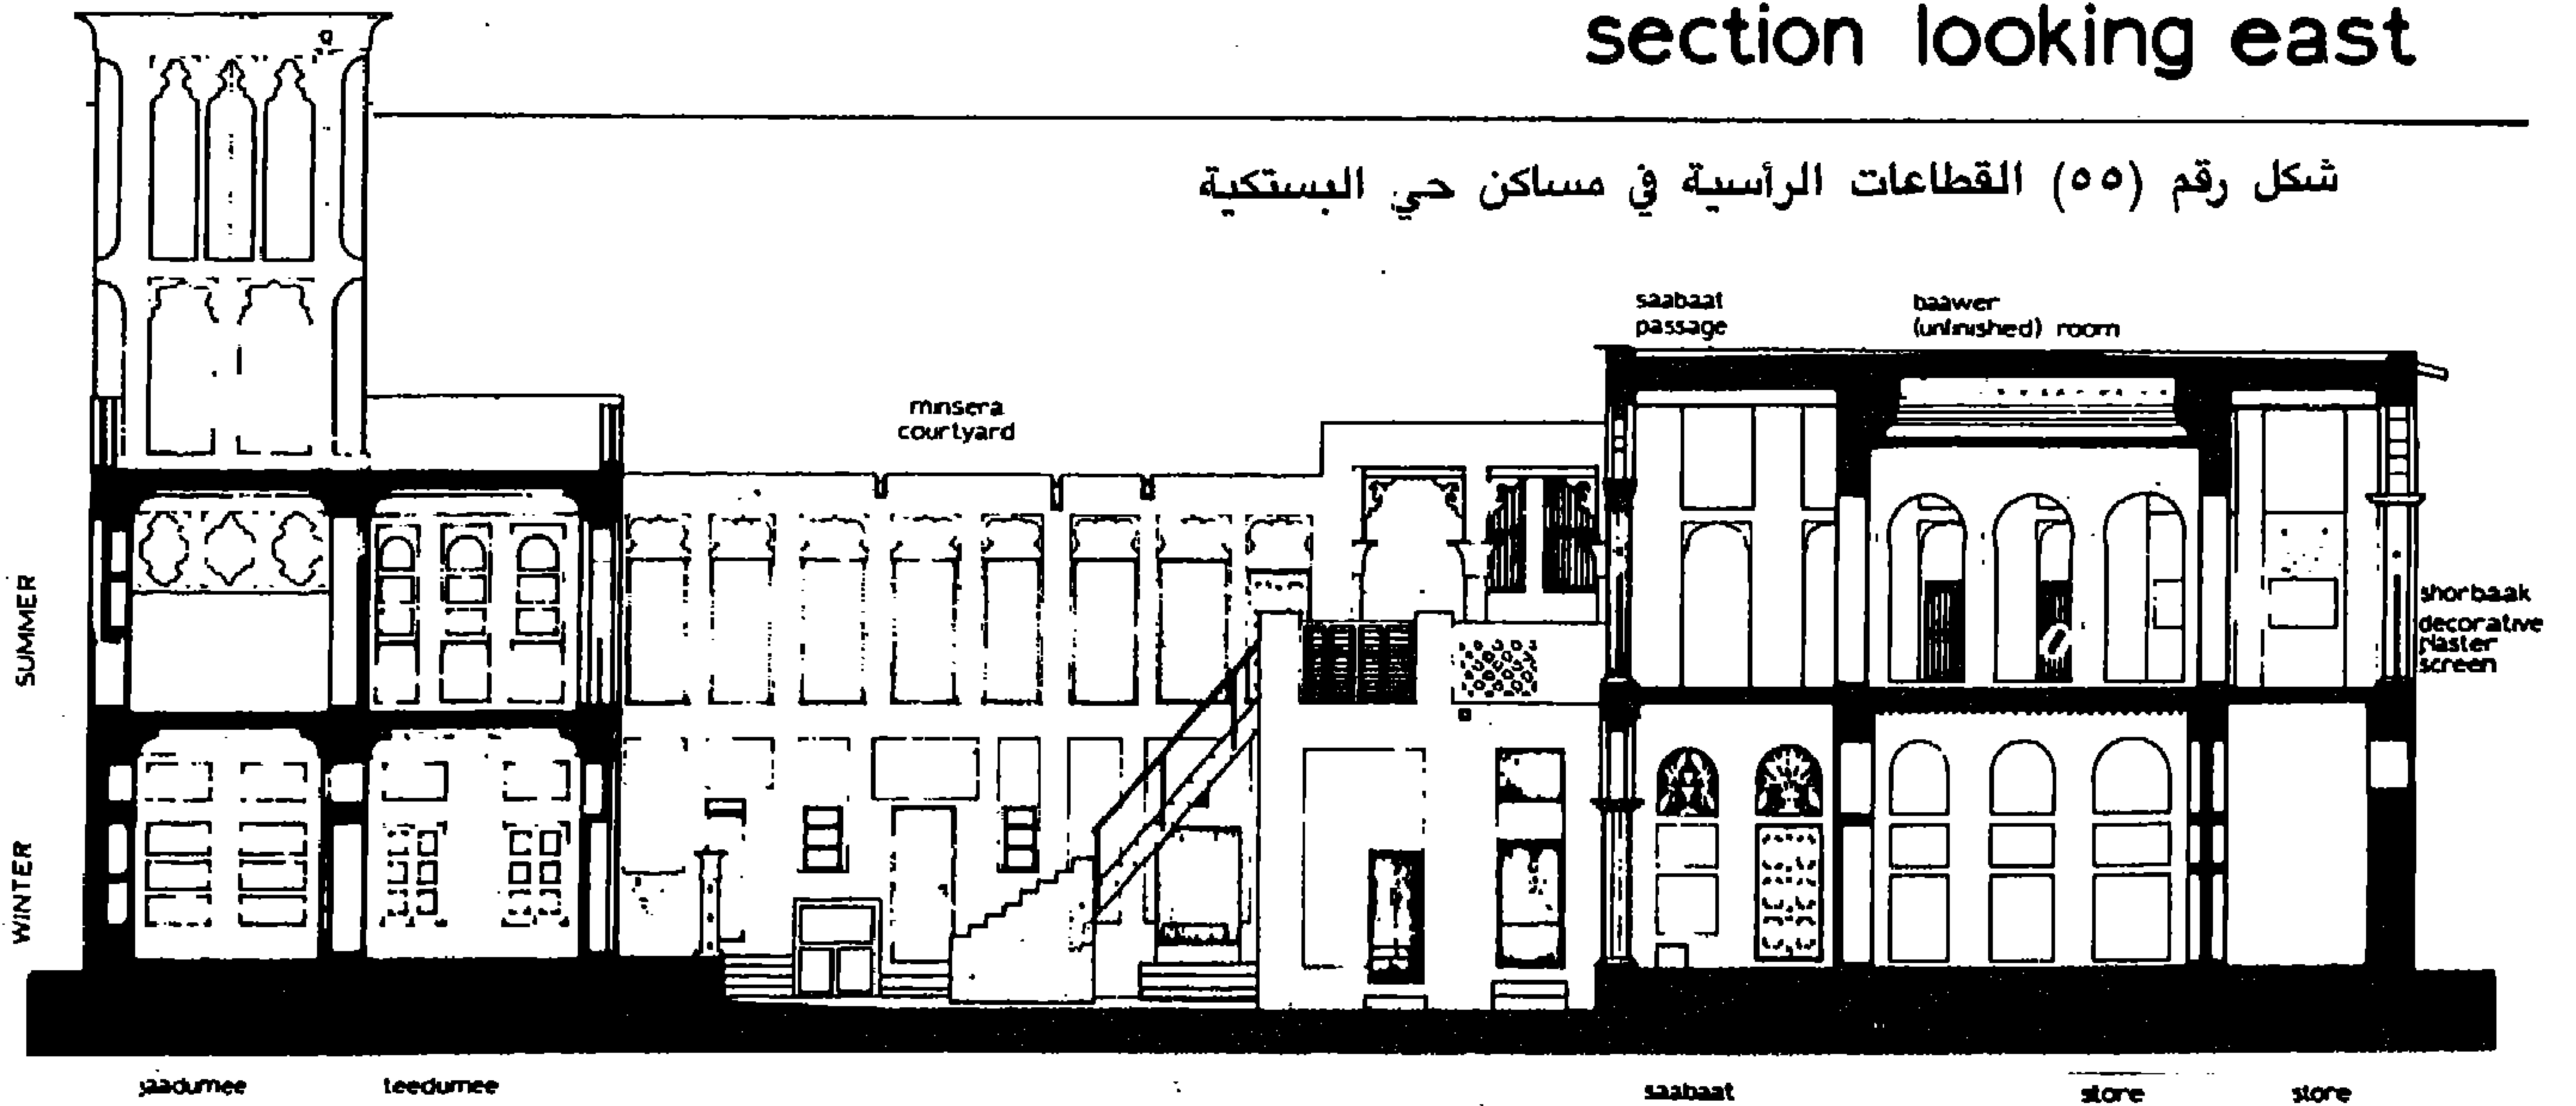 section looking east
شكل رقم (٥٥) القطاعات الرأسية في مساكن حي البستكية
saabaat
passage
baawer
(unfinished) room
minsera
courtyard
SUMMER
shorbaak
decorative
plaster
screen
WINTER
jaadumee
teedumee
saabaat
store
store